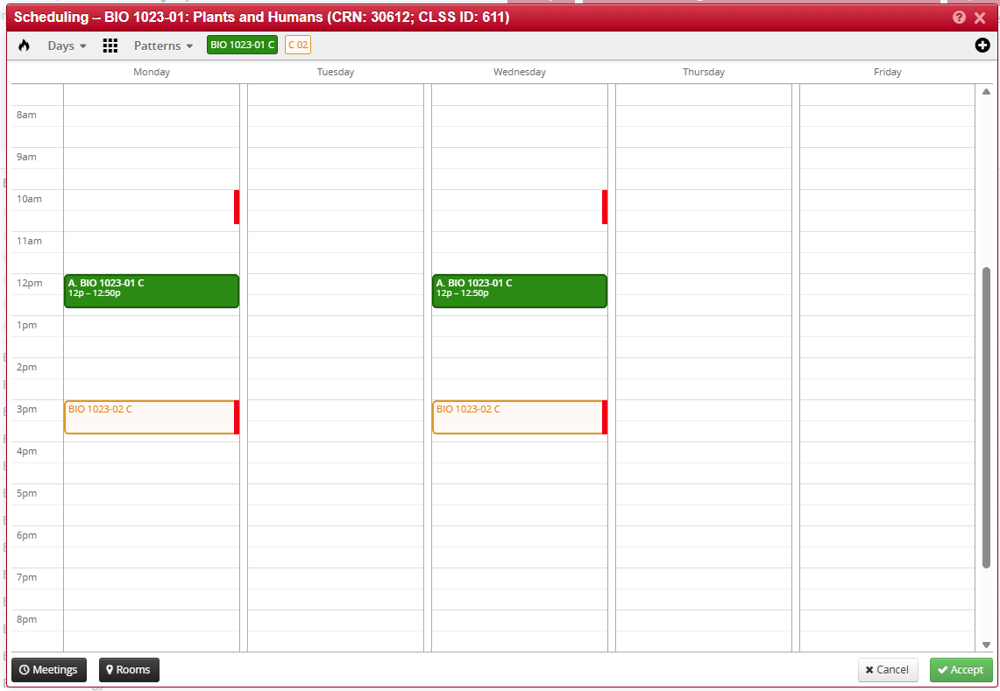 Scheduling – BIO 1023-01: Plants and Humans (CRN: 30612; CLSS ID: 611)
Days Patterns BIO 1023-01 C C 02
Monday Tuesday Wednesday Thursday Friday
8am
9am
10am
11am
12pm
A. BIO 1023-01 C
12p – 12:50p
A. BIO 1023-01 C
12p – 12:50p
1pm
2pm
3pm
BIO 1023-02 C
BIO 1023-02 C
4pm
5pm
6pm
7pm
8pm
Meetings Rooms Cancel Accept